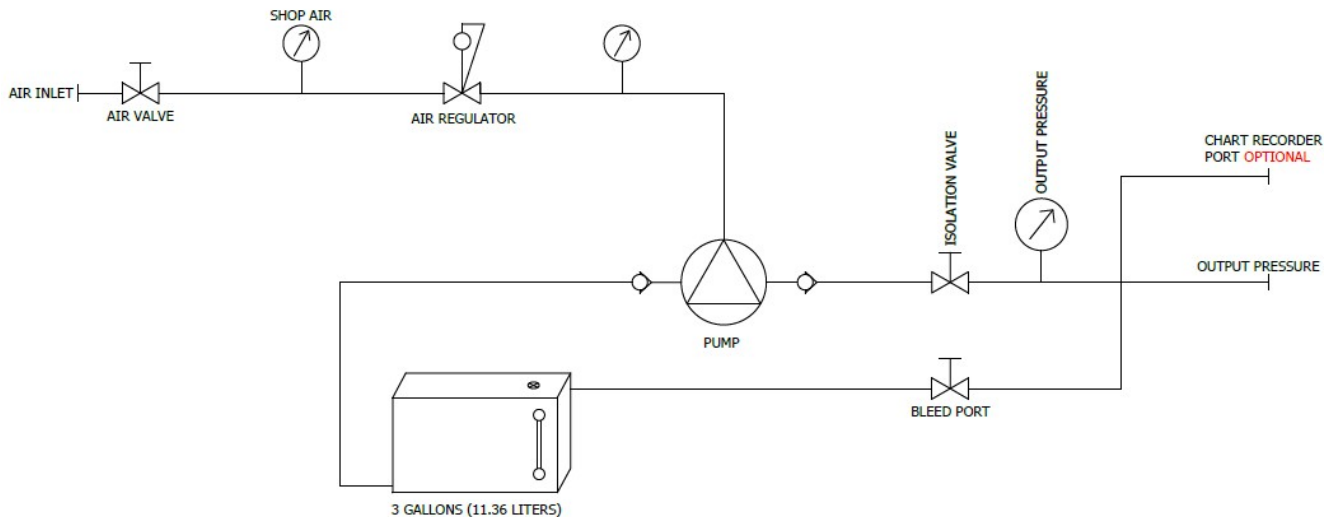 SHOP AIR
AIR INLET
AIR VALVE
AIR REGULATOR
ISOLATION VALVE
OUTPUT PRESSURE
CHART RECORDER
PORT OPTIONAL
OUTPUT PRESSURE
PUMP
BLEED PORT
3 GALLONS (11.36 LITERS)